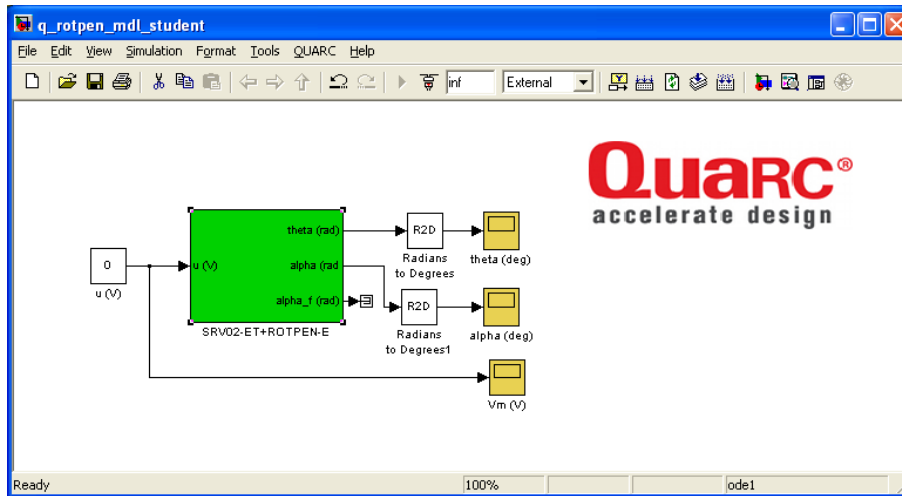 q_rotpen_mdl_student
File Edit View Simulation Format Tools QUARC Help
inf External
QUARC®
accelerate design
theta (rad)
R2D
Radians
to Degrees
theta (deg)
0
u (V)
u (V)
alpha (rad
alpha_f (rad)
SRV02-ET+ROTPEN-E
R2D
Radians
to Degrees1
alpha (deg)
Vm (V)
Ready 100% ode1